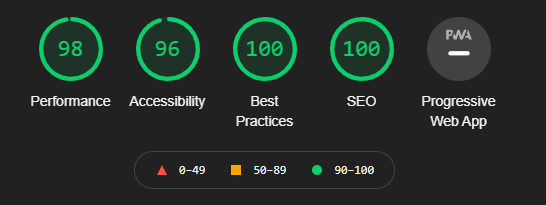 98 96 100 100 PWA
Performance Accessibility Best Practices SEO Progressive Web App
0–49 50–89 90–100